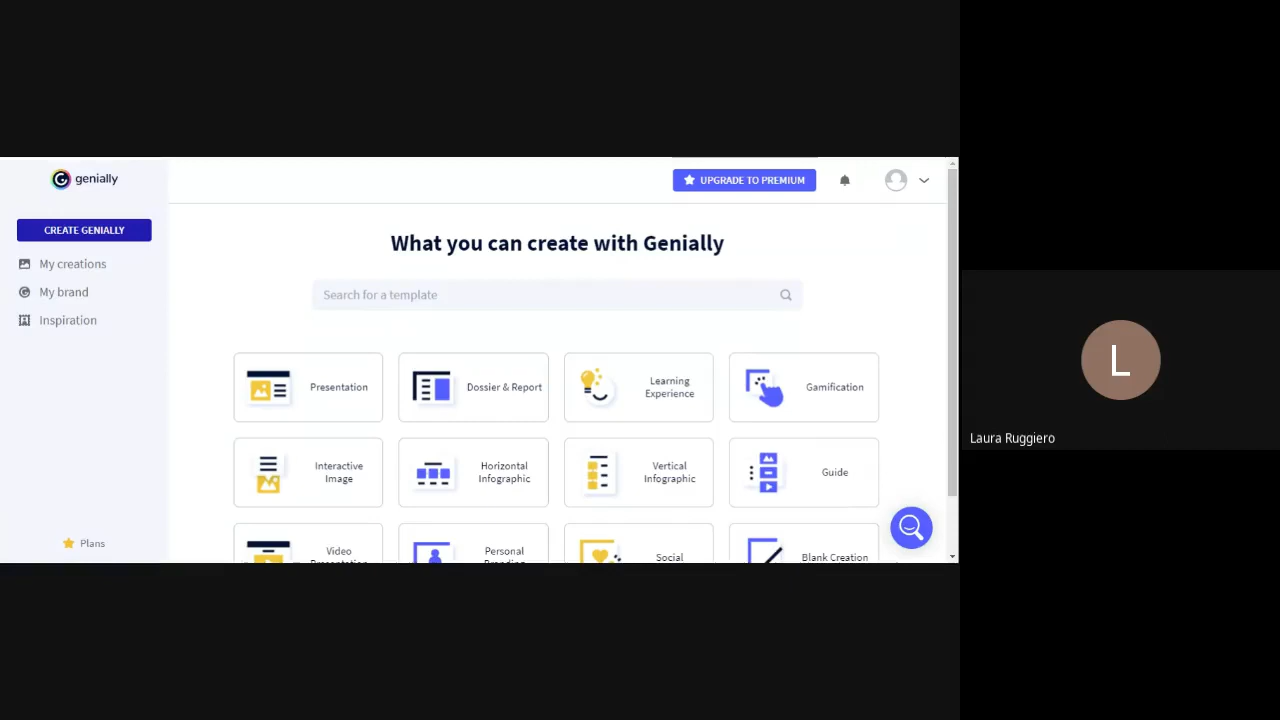 genially
UPGRADE TO PREMIUM
CREATE GENIALLY
My creations
My brand
Inspiration
Plans
What you can create with Genially
Search for a template
Presentation
Dossier & Report
Learning
Experience
Gamification
Interactive
Image
Horizontal
Infographic
Vertical
Infographic
Guide
Video
Presentation
Personal
Branding
Social
Blank Creation
L
Laura Ruggiero